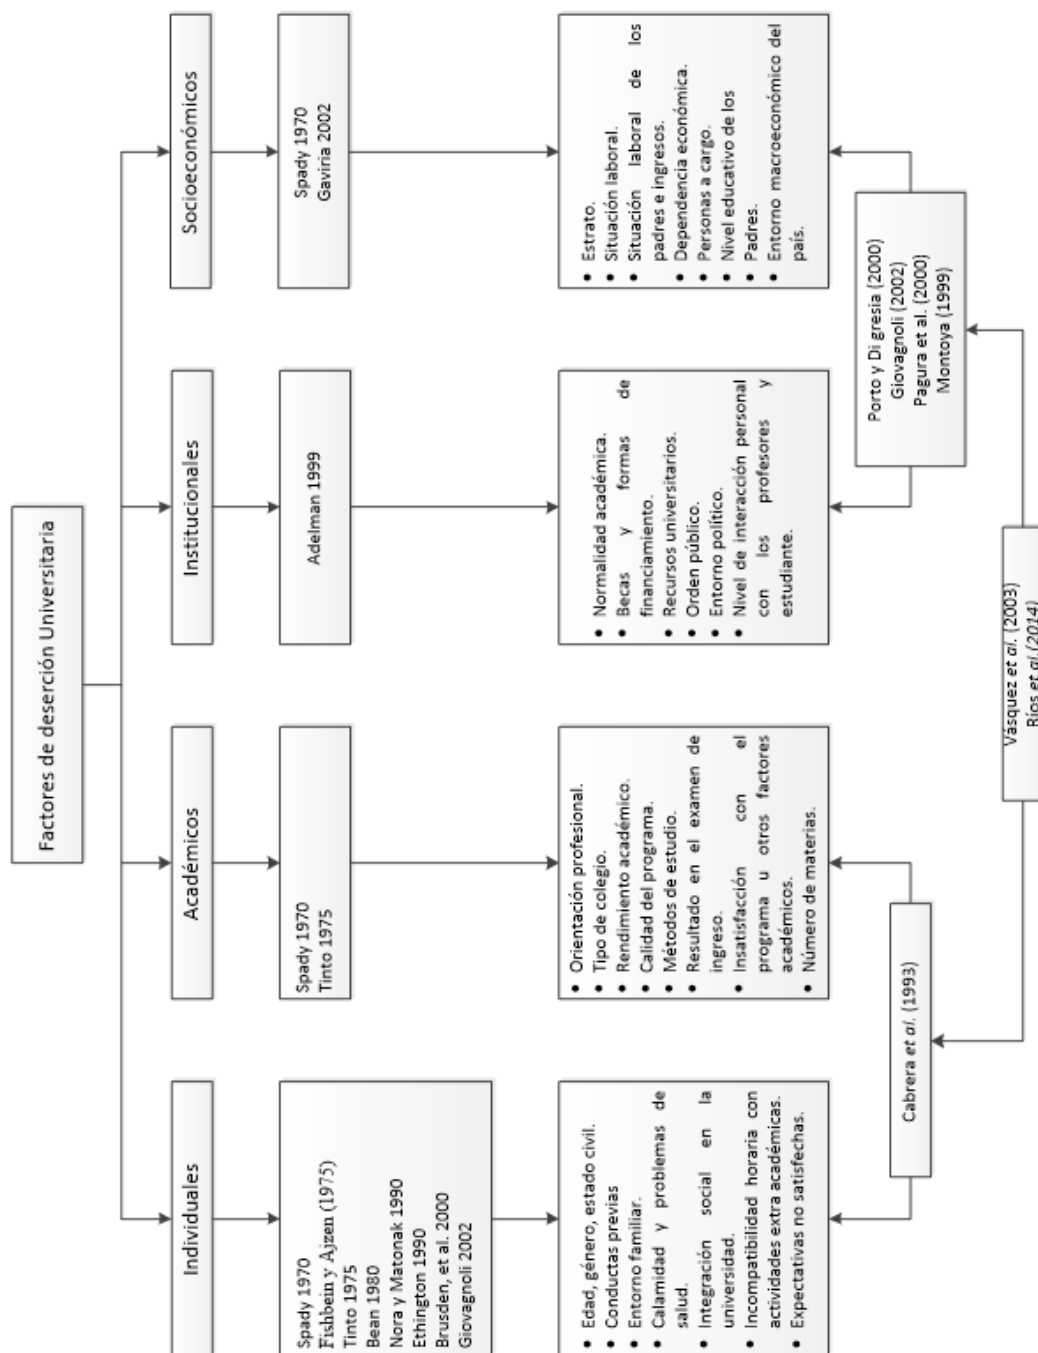 Factores de deserción Universitaria
Individuales
Académicos
Institucionales
Socioeconómicos
Spady 1970
Fishbein y Ajzen (1975)
Tinto 1975
Bean 1980
Nora y Matonak 1990
Ethington 1990
Brusden, et al. 2000
Giovagnoli 2002
Spady 1970
Tinto 1975
Adelman 1999
Spady 1970
Gaviria 2002
• Edad, género, estado civil.
• Conductas previas
• Entorno familiar.
• Calamidad y problemas de
salud.
• Integración social en la
universidad.
• Incompatibilidad horaria con
actividades extra académicas.
• Expectativas no satisfechas.
• Orientación profesional.
• Tipo de colegio.
• Rendimiento académico.
• Calidad del programa.
• Métodos de estudio.
• Resultado en el examen de
ingreso.
• Insatisfacción con el
programa u otros factores
académicos.
• Número de materias.
• Normalidad académica.
• Becas y formas de
financiamiento.
• Recursos universitarios.
• Orden público.
• Entorno político.
• Nivel de interacción personal
con los profesores y
estudiante.
• Estrato.
• Situación laboral.
• Situación laboral de los
padres e ingresos.
• Dependencia económica.
• Personas a cargo.
• Nivel educativo de los
• Padres.
• Entorno macroeconómico del
país.
Cabrera et al. (1993)
Porto y Di gresia (2000)
Giovagnoli (2002)
Pagura et al. (2000)
Montoya (1999)
Vásquez et al. (2003)
Ríos et al.(2014)